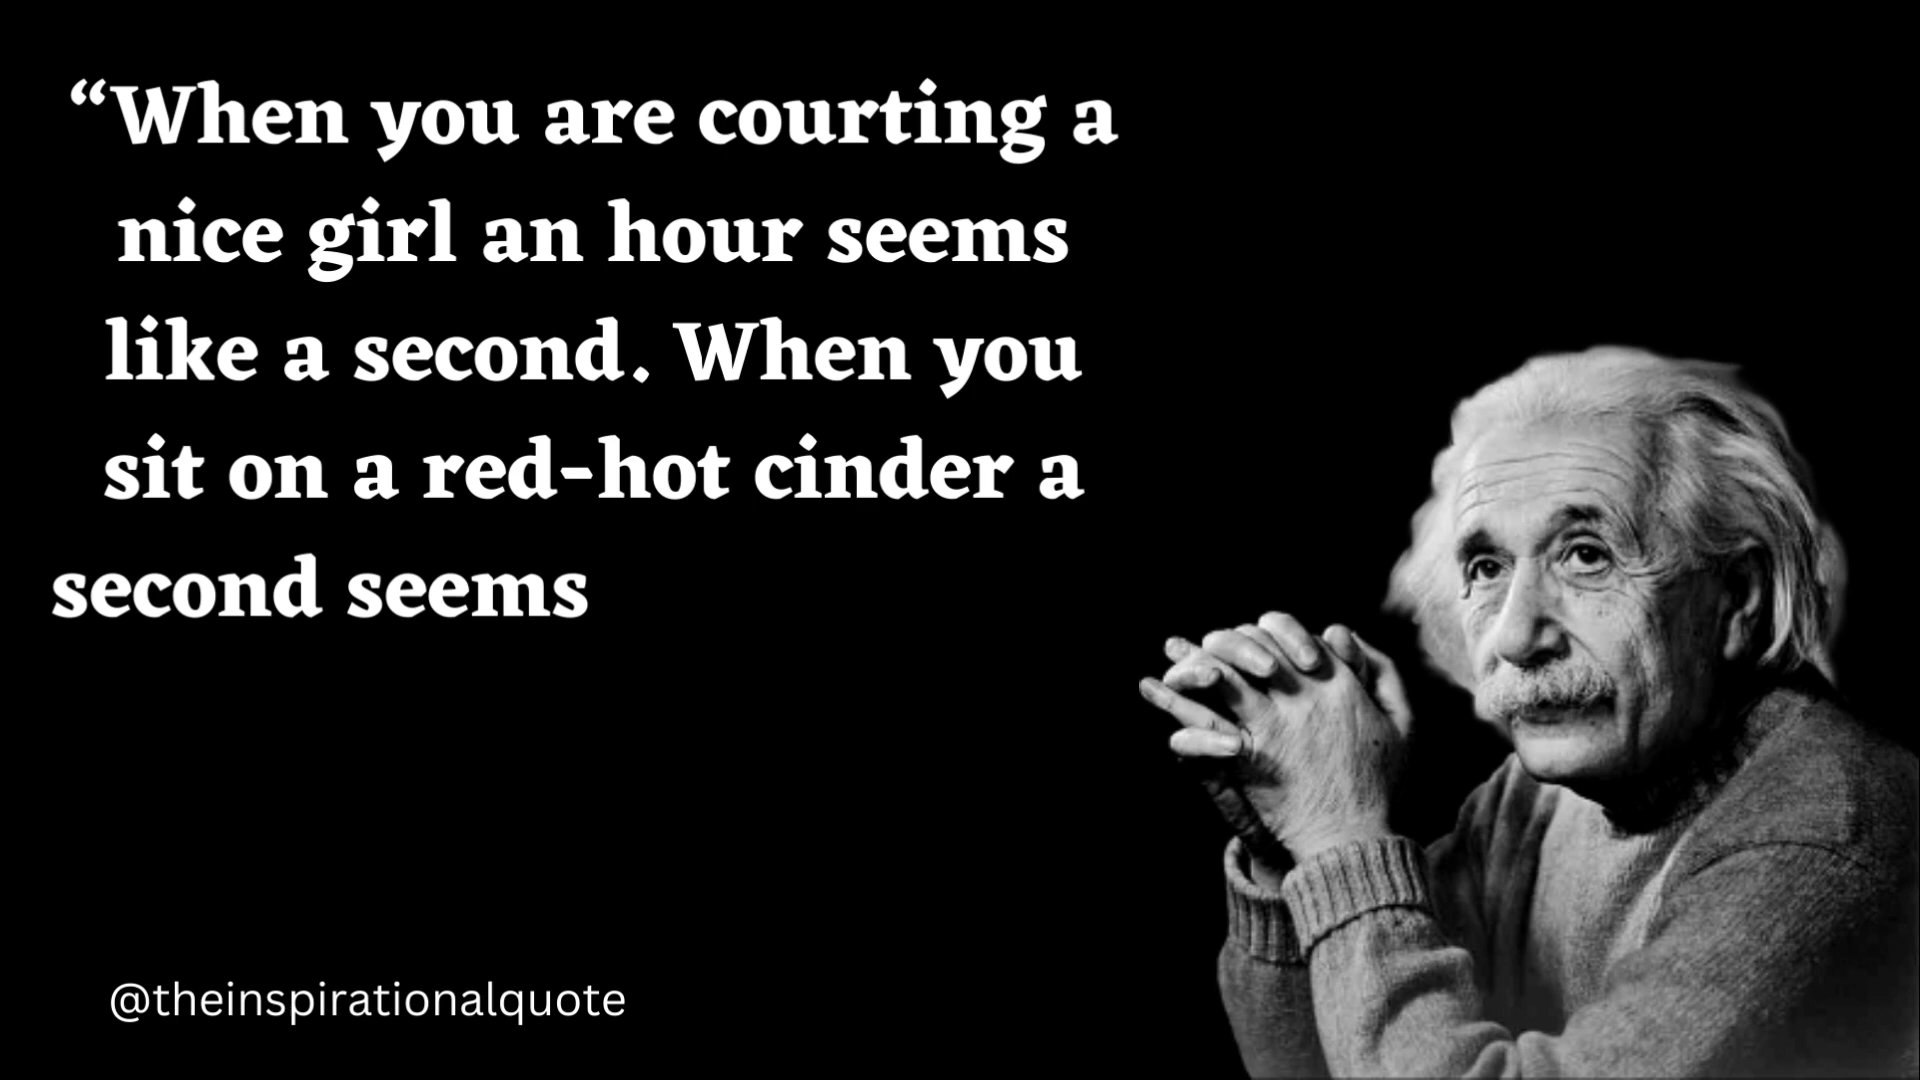 “When you are courting a
nice girl an hour seems
like a second. When you
sit on a red-hot cinder a
second seems
@theinspirationalquote